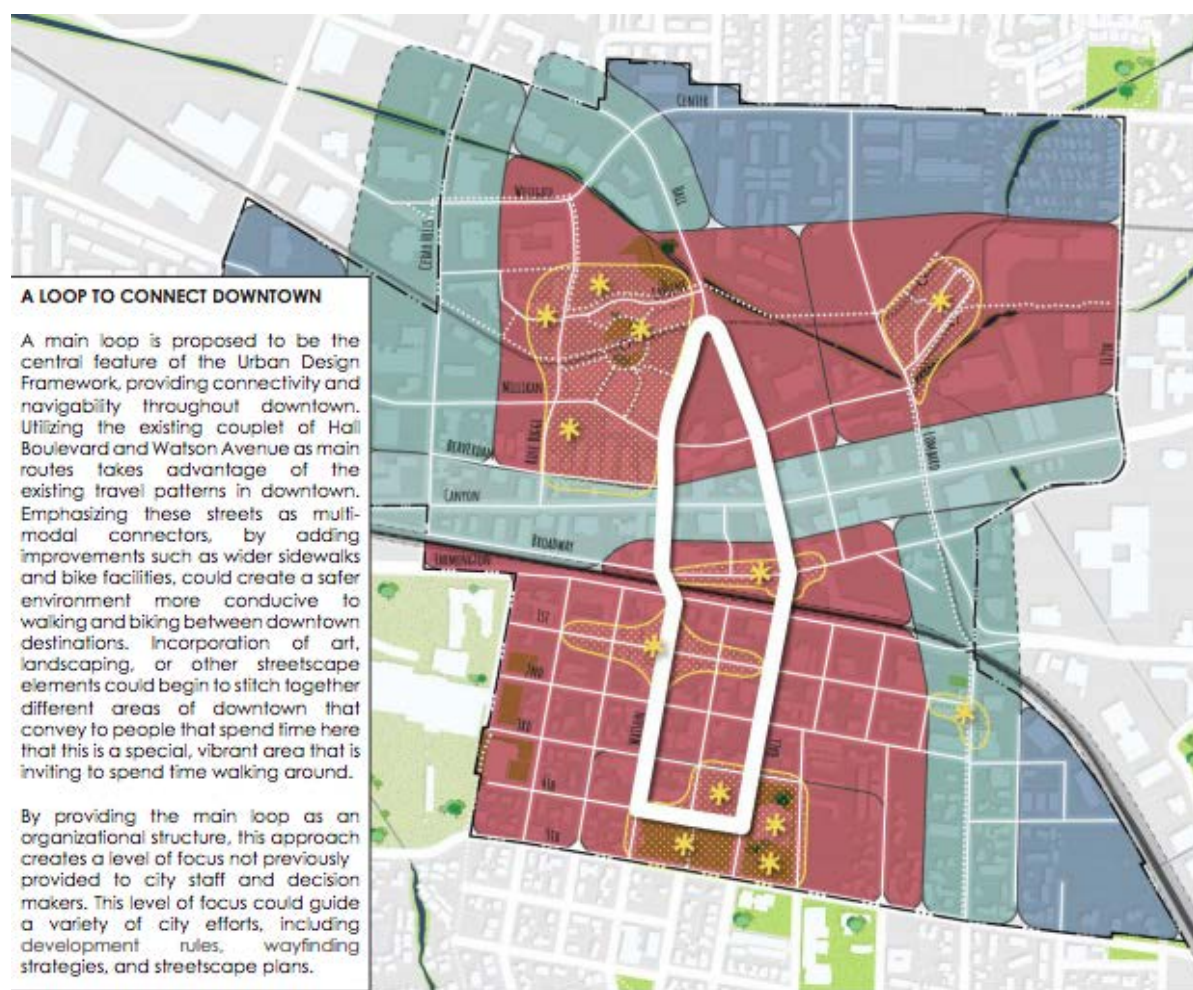 CENTER
HALL
WESTGATE
CEDAR HILLS
A LOOP TO CONNECT DOWNTOWN
A main loop is proposed to be the
central feature of the Urban Design
Framework, providing connectivity and
navigability throughout downtown.
Utilizing the existing couplet of Hall
Boulevard and Watson Avenue as main
routes takes advantage of the
existing travel patterns in downtown.
Emphasizing these streets as multi-
modal connectors, by adding
improvements such as wider sidewalks
and bike facilities, could create a safer
environment more conducive to
walking and biking between downtown
destinations. Incorporation of art,
landscaping, or other streetscape
elements could begin to stitch together
different areas of downtown that
convey to people that spend time here
that this is a special, vibrant area that is
inviting to spend time walking around.
By providing the main loop as an
organizational structure, this approach
creates a level of focus not previously
provided to city staff and decision
makers. This level of focus could guide
a variety of city efforts, including
development rules, wayfinding
strategies, and streetscape plans.
MILLIKAN
ROSE BIGGI
117TH
BEAVERDAM
LOMBARD
CANYON
BROADWAY
FARMINGTON
1ST
2ND
3RD
WATSON
HALL
4TH
5TH